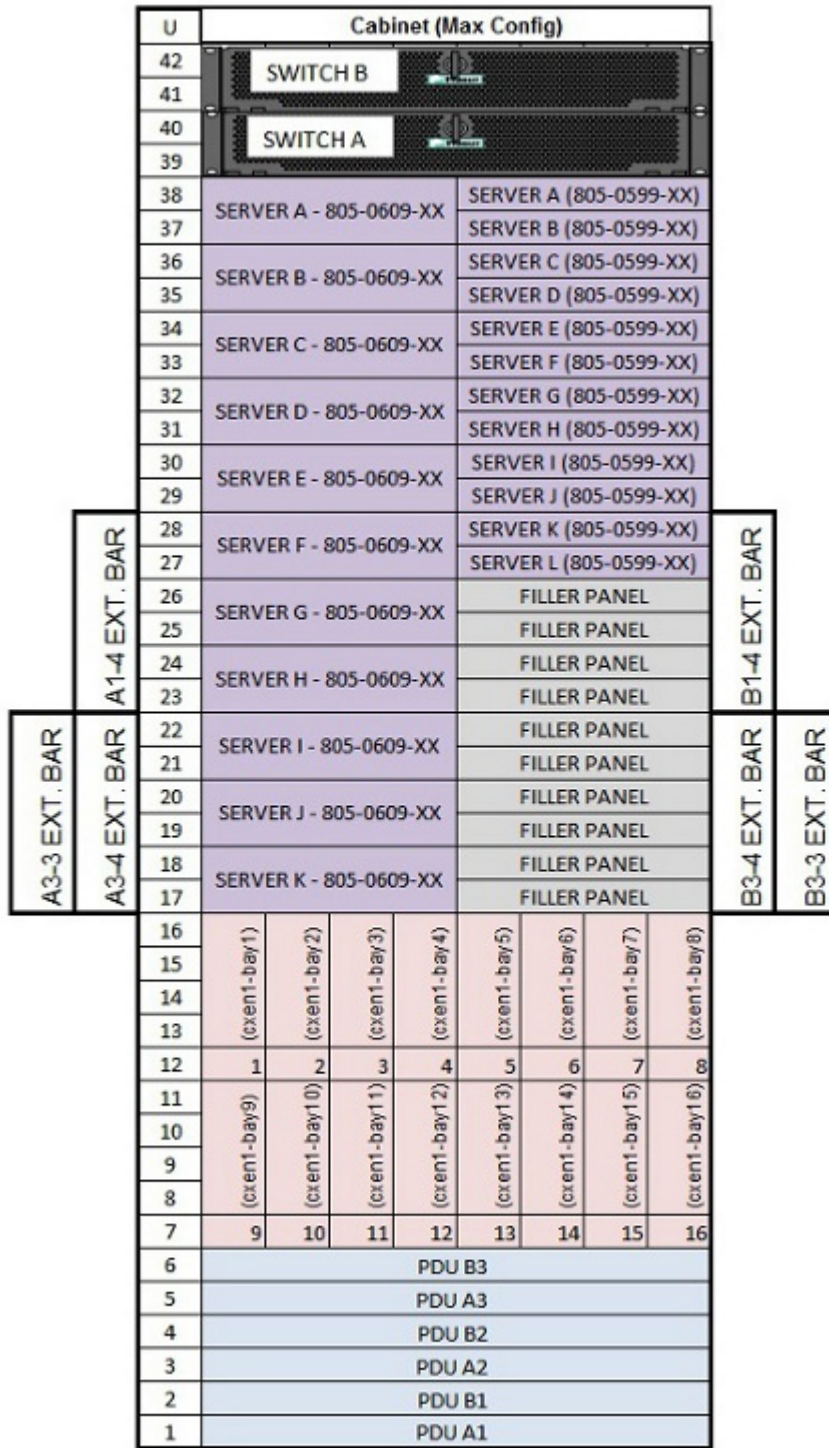 U Cabinet (Max Config)
42 SWITCH B
41
40 SWITCH A
39
38 SERVER A - 805-0609-XX SERVER A (805-0599-XX)
37 SERVER B (805-0599-XX)
36 SERVER B - 805-0609-XX SERVER C (805-0599-XX)
35 SERVER D (805-0599-XX)
34 SERVER C - 805-0609-XX SERVER E (805-0599-XX)
33 SERVER F (805-0599-XX)
32 SERVER D - 805-0609-XX SERVER G (805-0599-XX)
31 SERVER H (805-0599-XX)
30 SERVER E - 805-0609-XX SERVER I (805-0599-XX)
29 SERVER J (805-0599-XX)
28 SERVER F - 805-0609-XX SERVER K (805-0599-XX)
27 SERVER L (805-0599-XX)
26 SERVER G - 805-0609-XX FILLER PANEL
25 FILLER PANEL
24 SERVER H - 805-0609-XX FILLER PANEL
23 FILLER PANEL
A1-4 EXT. BAR
B1-4 EXT. BAR
22 SERVER I - 805-0609-XX FILLER PANEL
21 FILLER PANEL
20 SERVER J - 805-0609-XX FILLER PANEL
19 FILLER PANEL
18 SERVER K - 805-0609-XX FILLER PANEL
17 FILLER PANEL
A3-3 EXT. BAR
A3-4 EXT. BAR
B3-4 EXT. BAR
B3-3 EXT. BAR
16
15
14
13
(cxen1-bay1)
(cxen1-bay2)
(cxen1-bay3)
(cxen1-bay4)
(cxen1-bay5)
(cxen1-bay6)
(cxen1-bay7)
(cxen1-bay8)
12 1 2 3 4 5 6 7 8
11
10
9
8
(cxen1-bay9)
(cxen1-bay10)
(cxen1-bay11)
(cxen1-bay12)
(cxen1-bay13)
(cxen1-bay14)
(cxen1-bay15)
(cxen1-bay16)
7 9 10 11 12 13 14 15 16
6 PDU B3
5 PDU A3
4 PDU B2
3 PDU A2
2 PDU B1
1 PDU A1